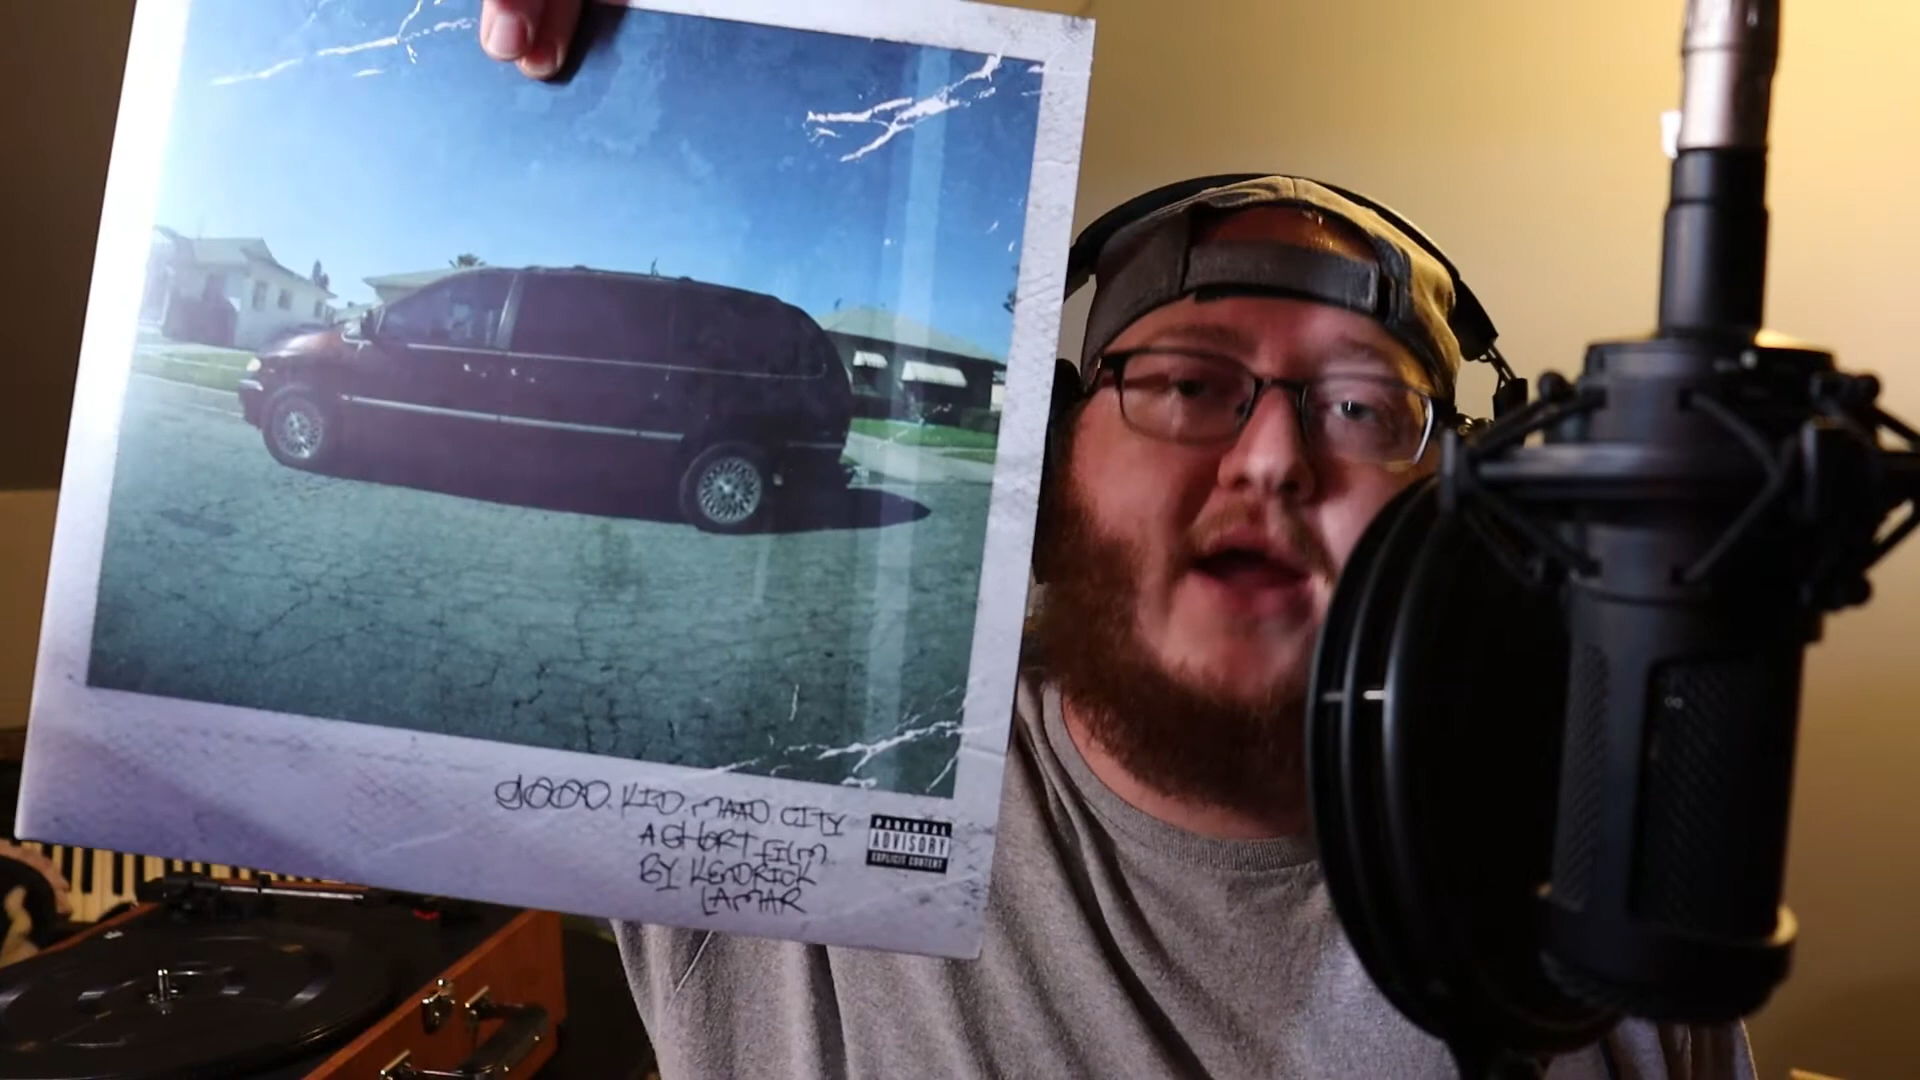 good. kid. mAAd city
A SHORT FILM
BY KENDRICK
LAMAR
PARENTAL
ADVISORY
EXPLICIT CONTENT